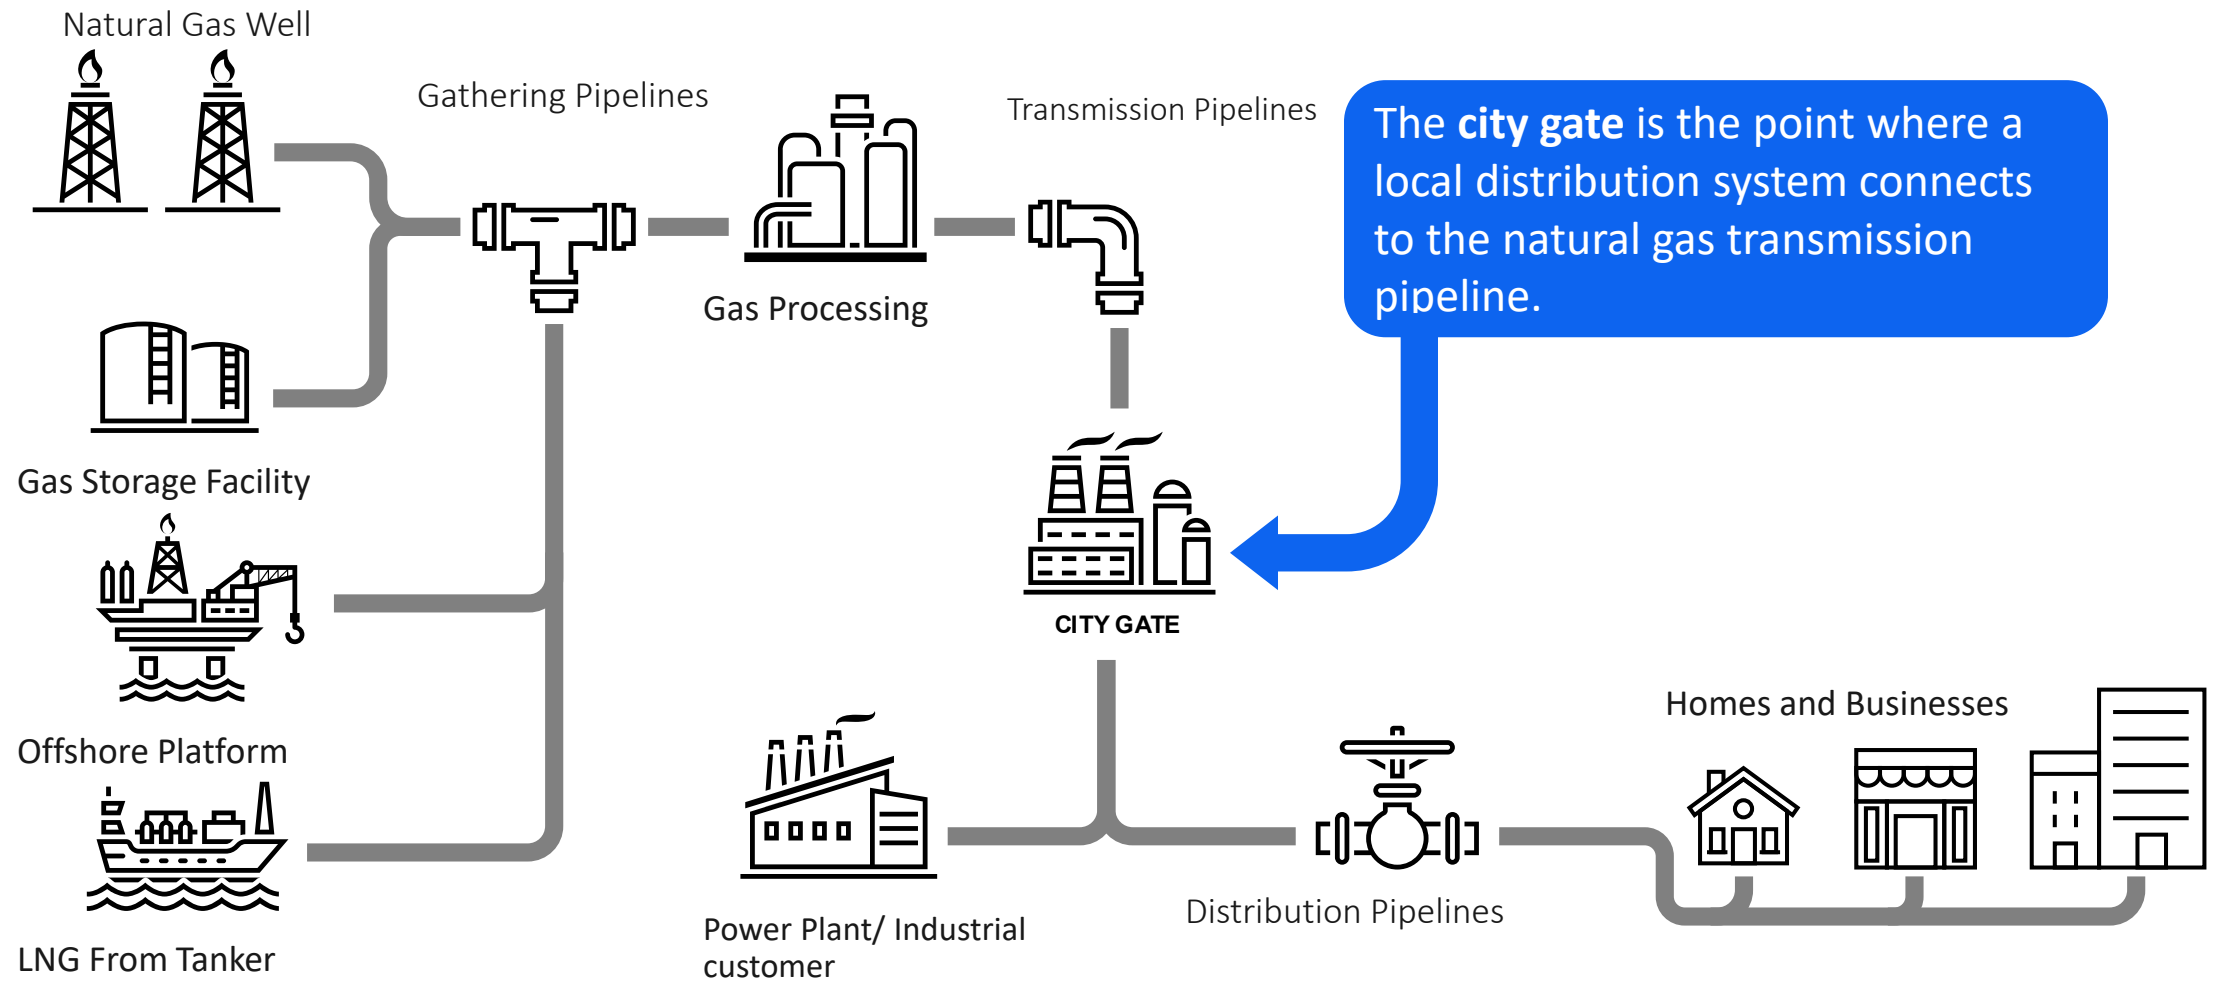 Natural Gas Well
Gathering Pipelines
Transmission Pipelines
The city gate is the point where a
local distribution system connects
to the natural gas transmission
pipeline.
Gas Processing
Gas Storage Facility
CITY GATE
Offshore Platform
Homes and Businesses
LNG From Tanker
Power Plant/ Industrial
customer
Distribution Pipelines